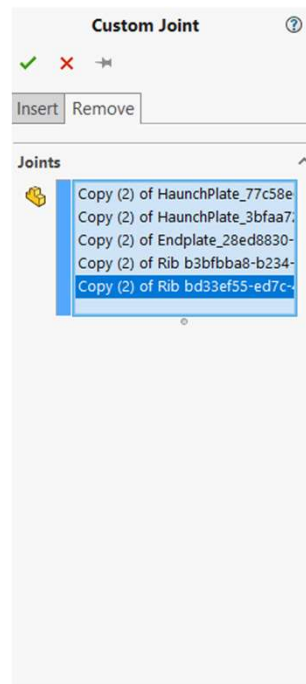 Custom Joint
Insert Remove
Joints
Copy (2) of HaunchPlate_77c58e
Copy (2) of HaunchPlate_3bfaa7
Copy (2) of Endplate_28ed8830-
Copy (2) of Rib b3bfbba8-b234-
Copy (2) of Rib bd33ef55-ed7c-